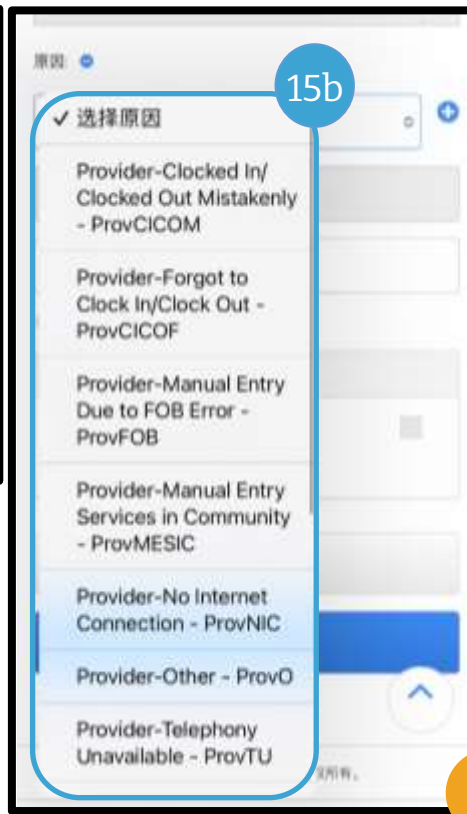 原因
15b
✓ 选择原因
Provider-Clocked In/
Clocked Out Mistakenly
- ProvCICOM
Provider-Forgot to
Clock In/Clock Out -
ProvCICOF
Provider-Manual Entry
Due to FOB Error -
ProvFOB
Provider-Manual Entry
Services in Community
- ProvMESIC
Provider-No Internet
Connection - ProvNIC
Provider-Other - ProvO
Provider-Telephony
Unavailable - ProvTU
所有。